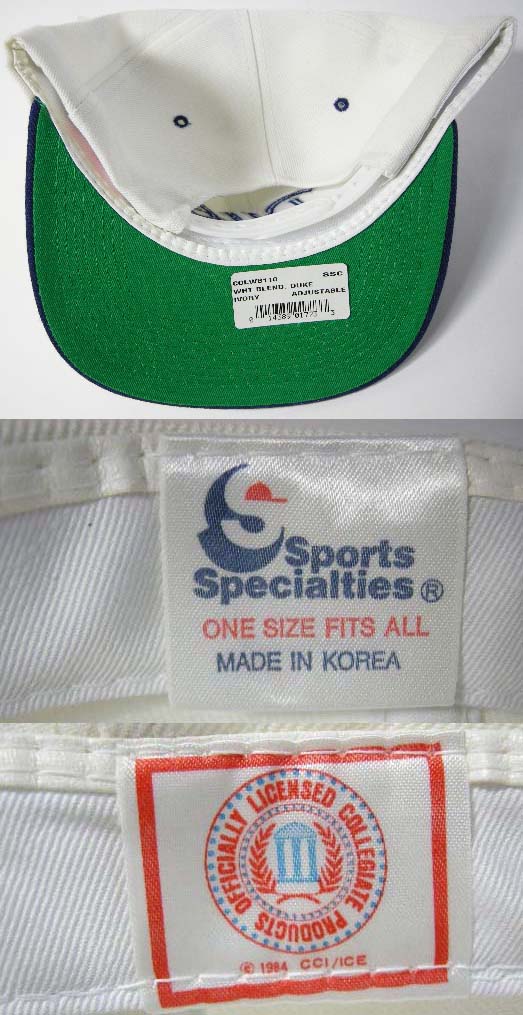 COLW8110 SSC
WHT BLEND, DUKE
IVORY ADJUSTABLE
Sports
Specialties®
ONE SIZE FITS ALL
MADE IN KOREA
OFFICIALLY LICENSED COLLEGIATE PRODUCTS
© 1984 CCI/ICE